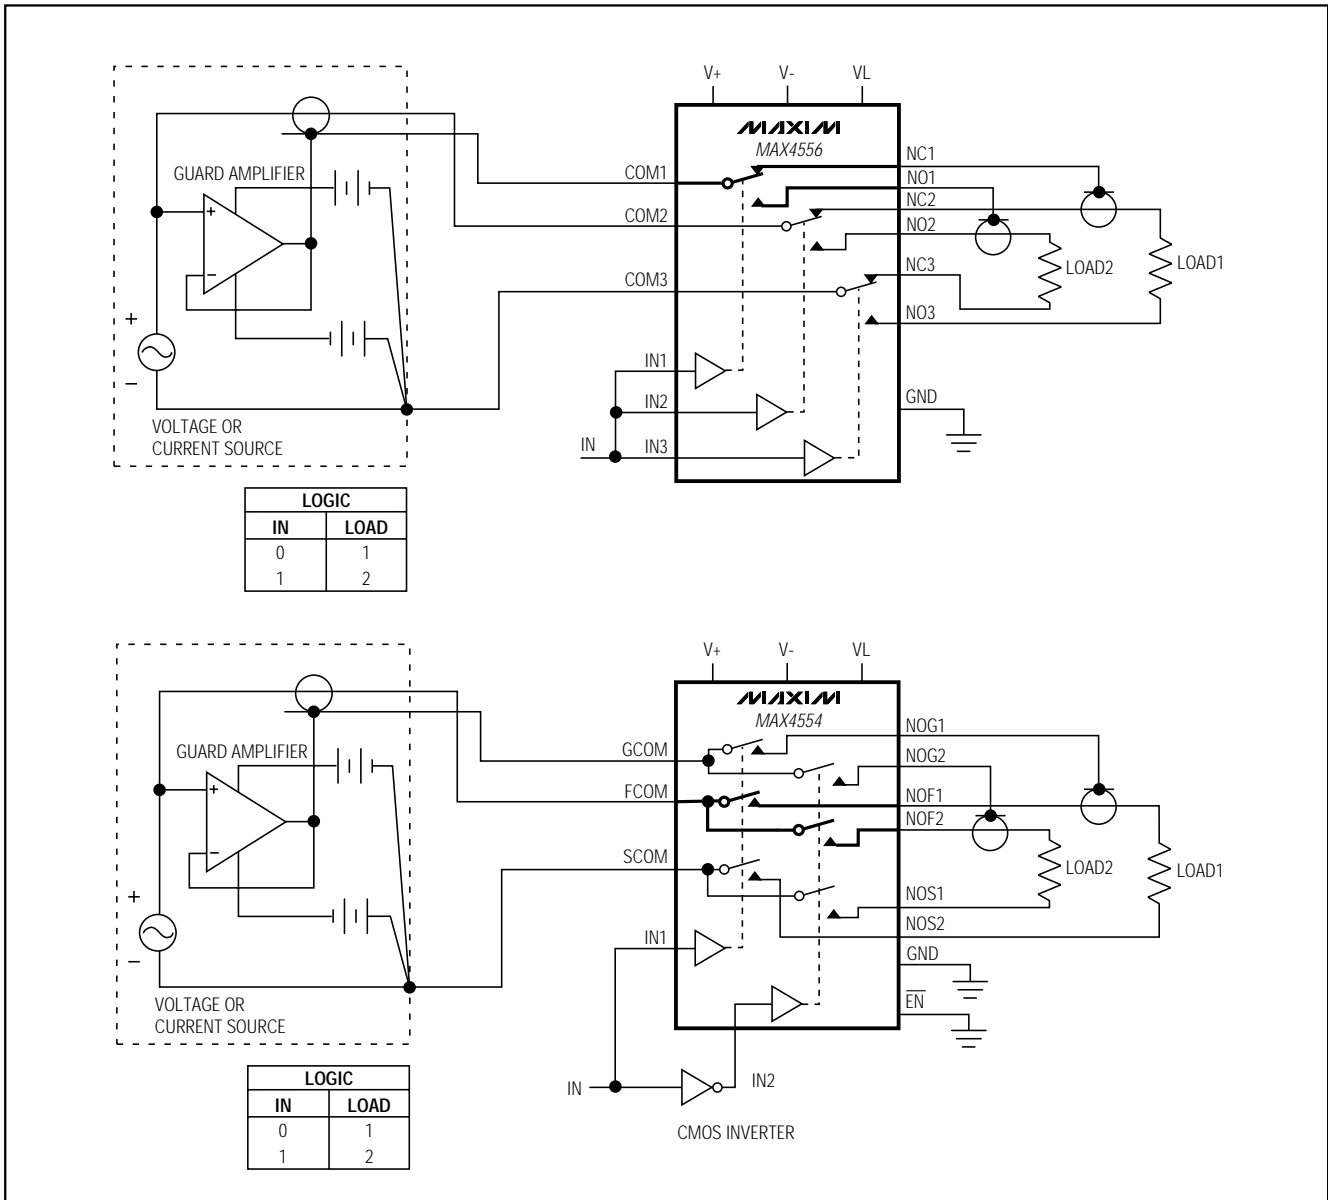 V+ V- VL
MAXIM
MAX4556
GUARD AMPLIFIER
+
−
+
−
VOLTAGE OR
CURRENT SOURCE
COM1
COM2
COM3
IN1
IN2
IN3
IN
NC1
NO1
NC2
NO2
NC3
NO3
LOAD2
LOAD1
GND
LOGIC
IN LOAD
0 1
1 2
V+ V- VL
MAXIM
MAX4554
GUARD AMPLIFIER
+
−
+
−
VOLTAGE OR
CURRENT SOURCE
GCOM
FCOM
SCOM
IN1
IN
IN2
CMOS INVERTER
NOG1
NOG2
NOF1
NOF2
LOAD2
LOAD1
NOS1
NOS2
GND
EN
LOGIC
IN LOAD
0 1
1 2